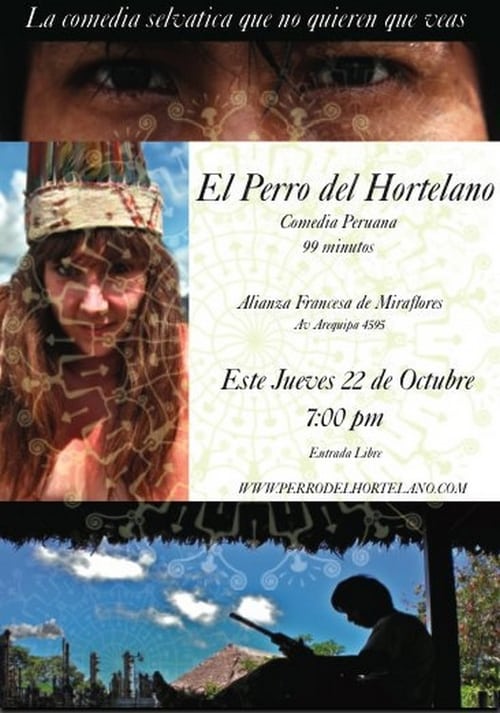 La comedia selvatica que no quieren que veas
El Perro del Hortelano
Comedia Peruana
99 minutos
Alianza Francesa de Miraflores
Av Arequipa 4595
Este Jueves 22 de Octubre
7:00 pm
Entrada Libre
WWW.PERRODELHORTELANO.COM